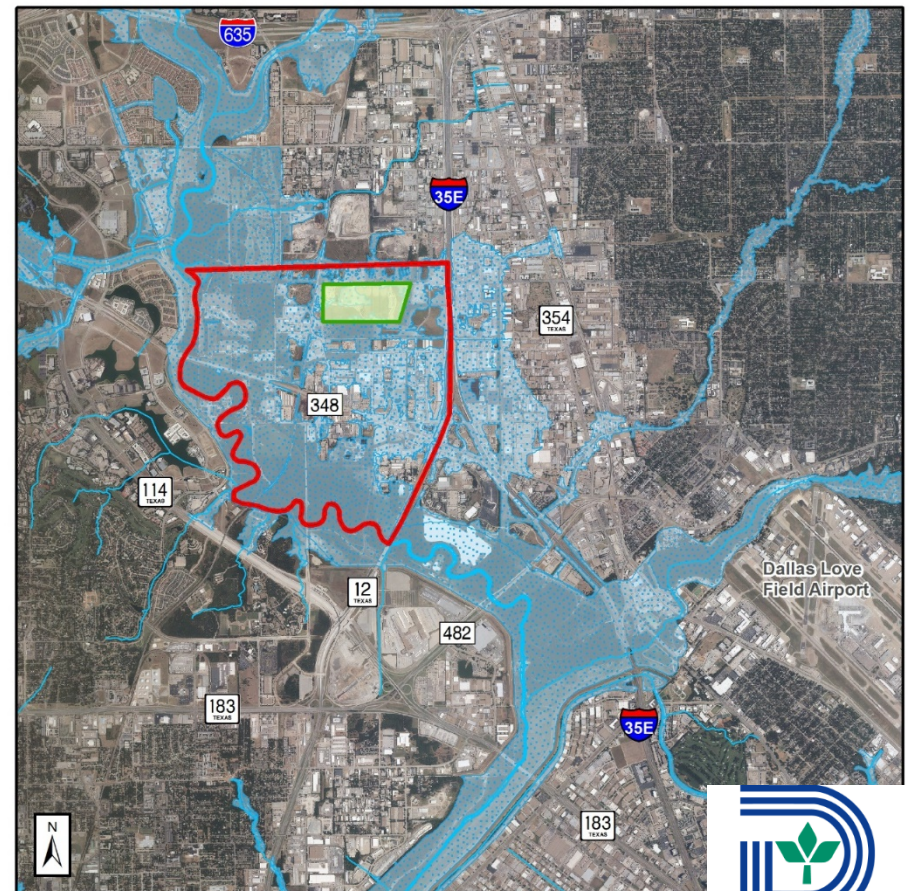 635
35E
354
TEXAS
348
114
TEXAS
Dallas Love
Field Airport
12
TEXAS
482
183
TEXAS
35E
183
TEXAS
N